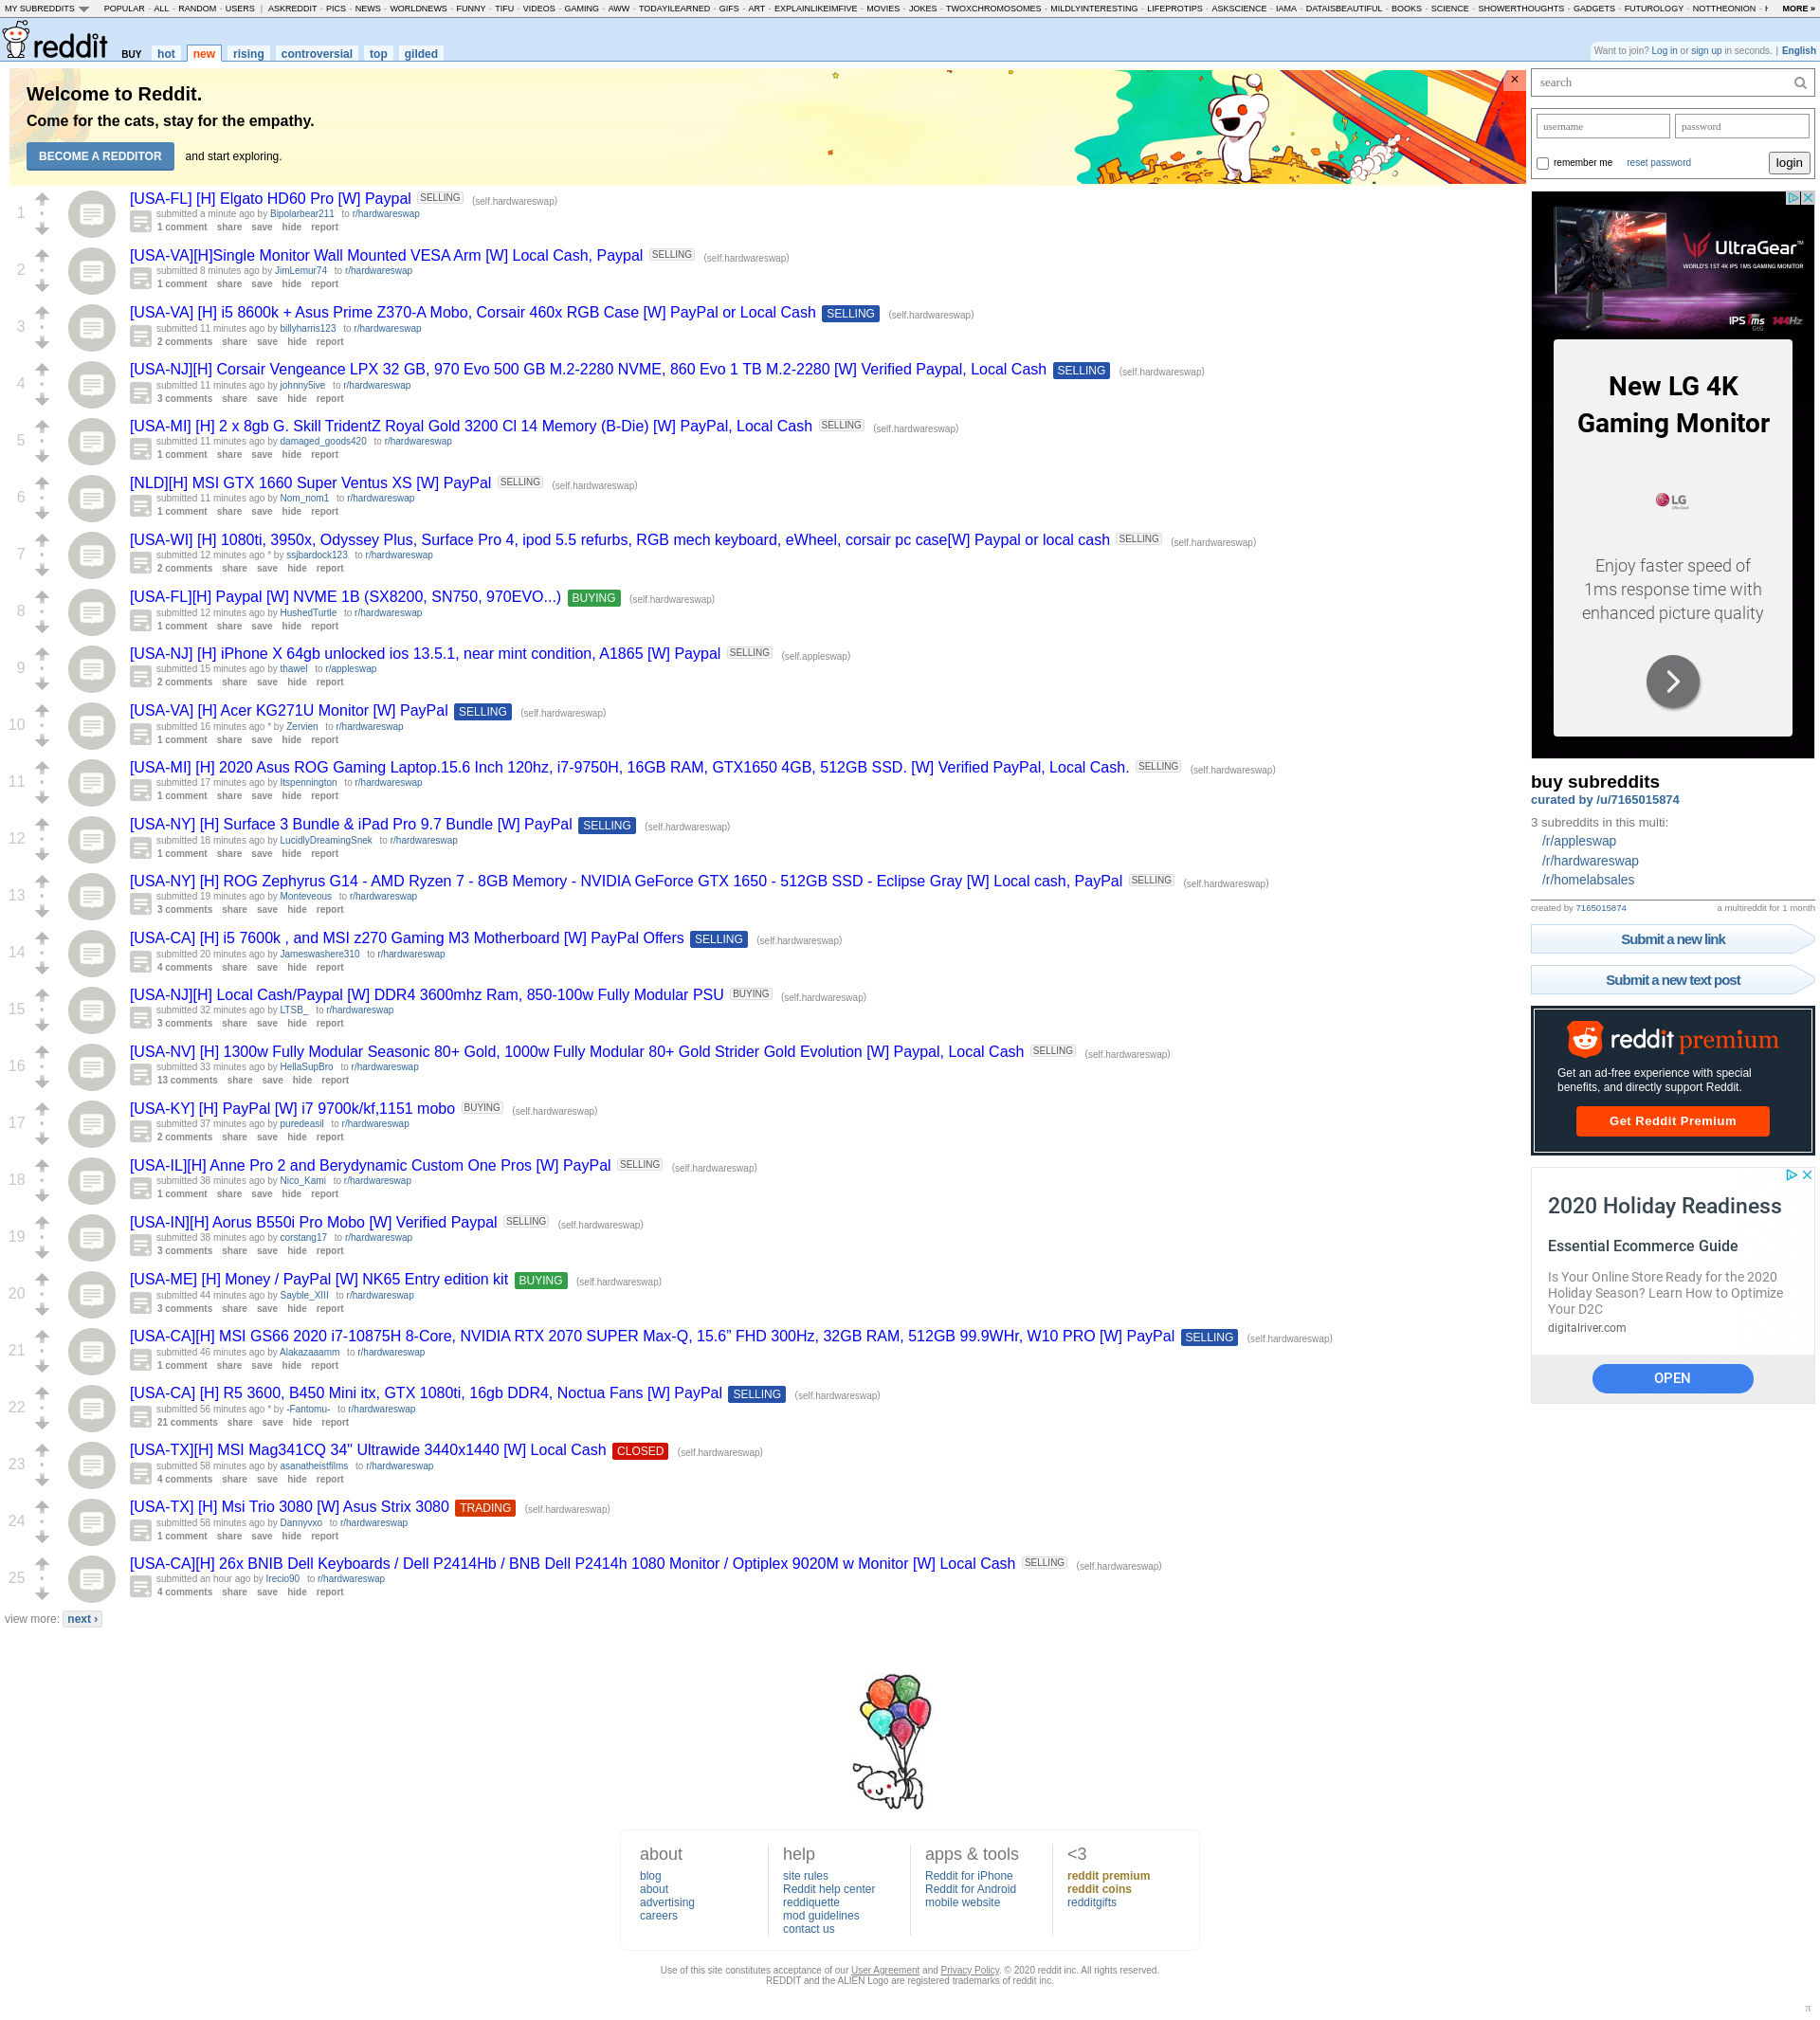 MY SUBREDDITS POPULAR - ALL - RANDOM - USERS | ASKREDDIT - PICS - NEWS - WORLDNEWS - FUNNY - TIFU - VIDEOS - GAMING - AWW - TODAYILEARNED - GIFS - ART - EXPLAINLIKEIMFIVE - MOVIES - JOKES - TWOXCHROMOSOMES - MILDLYINTERESTING - LIFEPROTIPS - ASKSCIENCE - IAMA - DATAISBEAUTIFUL - BOOKS - SCIENCE - SHOWERTHOUGHTS - GADGETS - FUTUROLOGY - NOTTHEONION - MORE »
reddit BUY hot new rising controversial top gilded
Want to join? Log in or sign up in seconds. | English
Welcome to Reddit.
Come for the cats, stay for the empathy.
BECOME A REDDITOR and start exploring.
×
1 [USA-FL] [H] Elgato HD60 Pro [W] Paypal SELLING (self.hardwareswap)
submitted a minute ago by Bipolarbear211 to r/hardwareswap
1 comment share save hide report
2 [USA-VA][H]Single Monitor Wall Mounted VESA Arm [W] Local Cash, Paypal SELLING (self.hardwareswap)
submitted 8 minutes ago by JimLemur74 to r/hardwareswap
1 comment share save hide report
3 [USA-VA] [H] i5 8600k + Asus Prime Z370-A Mobo, Corsair 460x RGB Case [W] PayPal or Local Cash SELLING (self.hardwareswap)
submitted 11 minutes ago by billyharris123 to r/hardwareswap
2 comments share save hide report
4 [USA-NJ][H] Corsair Vengeance LPX 32 GB, 970 Evo 500 GB M.2-2280 NVME, 860 Evo 1 TB M.2-2280 [W] Verified Paypal, Local Cash SELLING (self.hardwareswap)
submitted 11 minutes ago by johnny5ive to r/hardwareswap
3 comments share save hide report
5 [USA-MI] [H] 2 x 8gb G. Skill TridentZ Royal Gold 3200 Cl 14 Memory (B-Die) [W] PayPal, Local Cash SELLING (self.hardwareswap)
submitted 11 minutes ago by damaged_goods420 to r/hardwareswap
1 comment share save hide report
6 [NLD][H] MSI GTX 1660 Super Ventus XS [W] PayPal SELLING (self.hardwareswap)
submitted 11 minutes ago by Nom_nom1 to r/hardwareswap
1 comment share save hide report
7 [USA-WI] [H] 1080ti, 3950x, Odyssey Plus, Surface Pro 4, ipod 5.5 refurbs, RGB mech keyboard, eWheel, corsair pc case[W] Paypal or local cash SELLING (self.hardwareswap)
submitted 12 minutes ago * by ssjbardock123 to r/hardwareswap
2 comments share save hide report
8 [USA-FL][H] Paypal [W] NVME 1B (SX8200, SN750, 970EVO...) BUYING (self.hardwareswap)
submitted 12 minutes ago by HushedTurtle to r/hardwareswap
1 comment share save hide report
9 [USA-NJ] [H] iPhone X 64gb unlocked ios 13.5.1, near mint condition, A1865 [W] Paypal SELLING (self.appleswap)
submitted 15 minutes ago by thawel to r/appleswap
2 comments share save hide report
10 [USA-VA] [H] Acer KG271U Monitor [W] PayPal SELLING (self.hardwareswap)
submitted 16 minutes ago * by Zervien to r/hardwareswap
1 comment share save hide report
11 [USA-MI] [H] 2020 Asus ROG Gaming Laptop.15.6 Inch 120hz, i7-9750H, 16GB RAM, GTX1650 4GB, 512GB SSD. [W] Verified PayPal, Local Cash. SELLING (self.hardwareswap)
submitted 17 minutes ago by Itspennington to r/hardwareswap
1 comment share save hide report
12 [USA-NY] [H] Surface 3 Bundle & iPad Pro 9.7 Bundle [W] PayPal SELLING (self.hardwareswap)
submitted 18 minutes ago by LucidlyDreamingSnek to r/hardwareswap
1 comment share save hide report
13 [USA-NY] [H] ROG Zephyrus G14 - AMD Ryzen 7 - 8GB Memory - NVIDIA GeForce GTX 1650 - 512GB SSD - Eclipse Gray [W] Local cash, PayPal SELLING (self.hardwareswap)
submitted 19 minutes ago by Monteveous to r/hardwareswap
3 comments share save hide report
14 [USA-CA] [H] i5 7600k , and MSI z270 Gaming M3 Motherboard [W] PayPal Offers SELLING (self.hardwareswap)
submitted 20 minutes ago by Jameswashere310 to r/hardwareswap
4 comments share save hide report
15 [USA-NJ][H] Local Cash/Paypal [W] DDR4 3600mhz Ram, 850-100w Fully Modular PSU BUYING (self.hardwareswap)
submitted 32 minutes ago by LTSB_ to r/hardwareswap
3 comments share save hide report
16 [USA-NV] [H] 1300w Fully Modular Seasonic 80+ Gold, 1000w Fully Modular 80+ Gold Strider Gold Evolution [W] Paypal, Local Cash SELLING (self.hardwareswap)
submitted 33 minutes ago by HellaSupBro to r/hardwareswap
13 comments share save hide report
17 [USA-KY] [H] PayPal [W] i7 9700k/kf,1151 mobo BUYING (self.hardwareswap)
submitted 37 minutes ago by puredeasil to r/hardwareswap
2 comments share save hide report
18 [USA-IL][H] Anne Pro 2 and Berydynamic Custom One Pros [W] PayPal SELLING (self.hardwareswap)
submitted 38 minutes ago by Nico_Kami to r/hardwareswap
1 comment share save hide report
19 [USA-IN][H] Aorus B550i Pro Mobo [W] Verified Paypal SELLING (self.hardwareswap)
submitted 38 minutes ago by corstang17 to r/hardwareswap
3 comments share save hide report
20 [USA-ME] [H] Money / PayPal [W] NK65 Entry edition kit BUYING (self.hardwareswap)
submitted 44 minutes ago by Sayble_XIII to r/hardwareswap
3 comments share save hide report
21 [USA-CA][H] MSI GS66 2020 i7-10875H 8-Core, NVIDIA RTX 2070 SUPER Max-Q, 15.6” FHD 300Hz, 32GB RAM, 512GB 99.9WHr, W10 PRO [W] PayPal SELLING (self.hardwareswap)
submitted 46 minutes ago by Alakazaaamm to r/hardwareswap
1 comment share save hide report
22 [USA-CA] [H] R5 3600, B450 Mini itx, GTX 1080ti, 16gb DDR4, Noctua Fans [W] PayPal SELLING (self.hardwareswap)
submitted 56 minutes ago * by -Fantomu- to r/hardwareswap
21 comments share save hide report
23 [USA-TX][H] MSI Mag341CQ 34" Ultrawide 3440x1440 [W] Local Cash CLOSED (self.hardwareswap)
submitted 58 minutes ago by asanatheistfilms to r/hardwareswap
4 comments share save hide report
24 [USA-TX] [H] Msi Trio 3080 [W] Asus Strix 3080 TRADING (self.hardwareswap)
submitted 58 minutes ago by Dannyvxo to r/hardwareswap
1 comment share save hide report
25 [USA-CA][H] 26x BNIB Dell Keyboards / Dell P2414Hb / BNB Dell P2414h 1080 Monitor / Optiplex 9020M w Monitor [W] Local Cash SELLING (self.hardwareswap)
submitted an hour ago by Irecio90 to r/hardwareswap
4 comments share save hide report
view more: next ›
search
username password
remember me reset password login
UltraGear™
WORLD'S 1ST 4K IPS 1MS GAMING MONITOR
IPS 1ms GtG 144Hz
New LG 4K
Gaming Monitor
LG
Enjoy faster speed of
1ms response time with
enhanced picture quality
buy subreddits
curated by /u/7165015874
3 subreddits in this multi:
/r/appleswap
/r/hardwareswap
/r/homelabsales
created by 7165015874 a multireddit for 1 month
Submit a new link
Submit a new text post
reddit premium
Get an ad-free experience with special
benefits, and directly support Reddit.
Get Reddit Premium
2020 Holiday Readiness
Essential Ecommerce Guide
Is Your Online Store Ready for the 2020
Holiday Season? Learn How to Optimize
Your D2C
digitalriver.com
OPEN
about
blog
about
advertising
careers
help
site rules
Reddit help center
reddiquette
mod guidelines
contact us
apps & tools
Reddit for iPhone
Reddit for Android
mobile website
<3
reddit premium
reddit coins
redditgifts
Use of this site constitutes acceptance of our User Agreement and Privacy Policy. © 2020 reddit inc. All rights reserved.
REDDIT and the ALIEN Logo are registered trademarks of reddit inc.
π